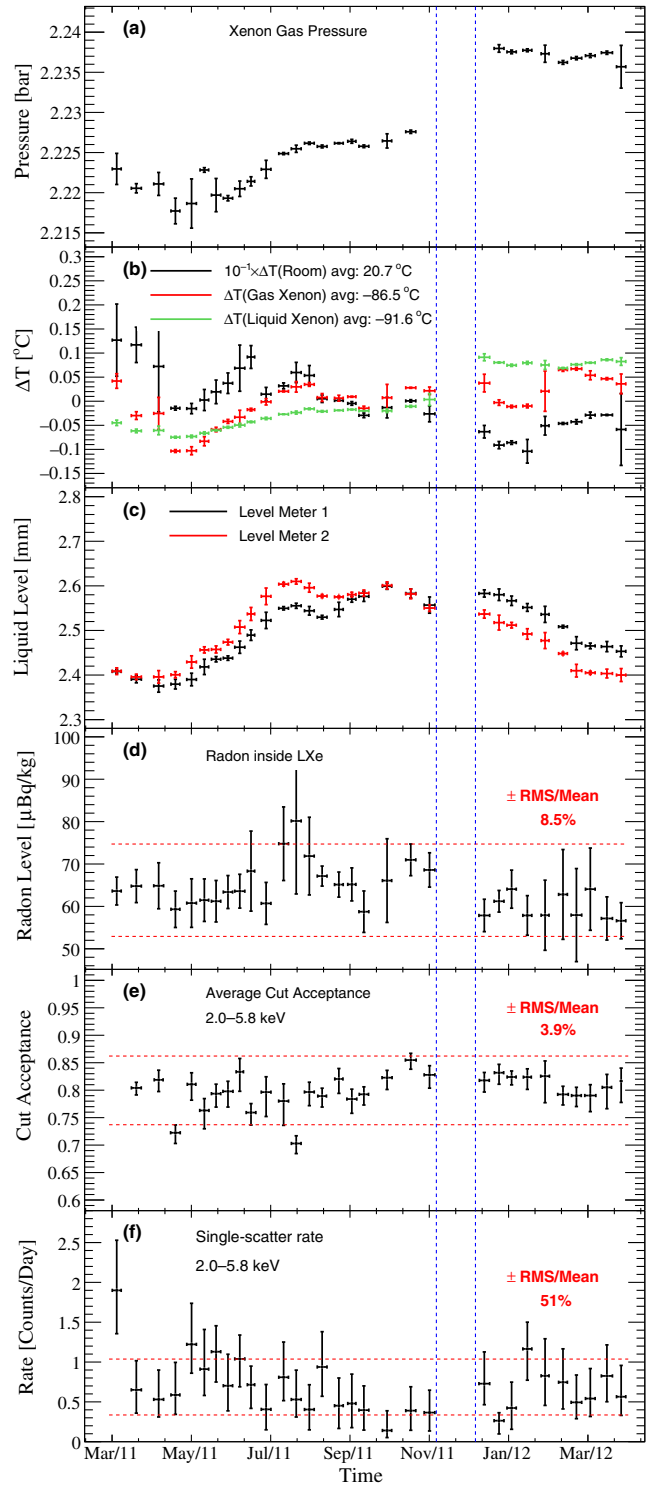 (a)
Xenon Gas Pressure
Pressure [bar]
2.24
2.235
2.23
2.225
2.22
2.215
(b)
10⁻¹×ΔT(Room) avg: 20.7 °C
ΔT(Gas Xenon) avg: −86.5 °C
ΔT(Liquid Xenon) avg: −91.6 °C
ΔT [°C]
0.3
0.25
0.2
0.15
0.1
0.05
0
−0.05
−0.1
−0.15
(c)
Level Meter 1
Level Meter 2
Liquid Level [mm]
2.8
2.7
2.6
2.5
2.4
2.3
(d)
Radon inside LXe
± RMS/Mean
8.5%
Radon Level [μBq/kg]
100
90
80
70
60
50
(e)
Average Cut Acceptance
2.0–5.8 keV
± RMS/Mean
3.9%
Cut Acceptance
1
0.95
0.9
0.85
0.8
0.75
0.7
0.65
0.6
(f)
Single-scatter rate
2.0–5.8 keV
± RMS/Mean
51%
Rate [Counts/Day]
2.5
2
1.5
1
0.5
0
Mar/11 May/11 Jul/11 Sep/11 Nov/11 Jan/12 Mar/12
Time